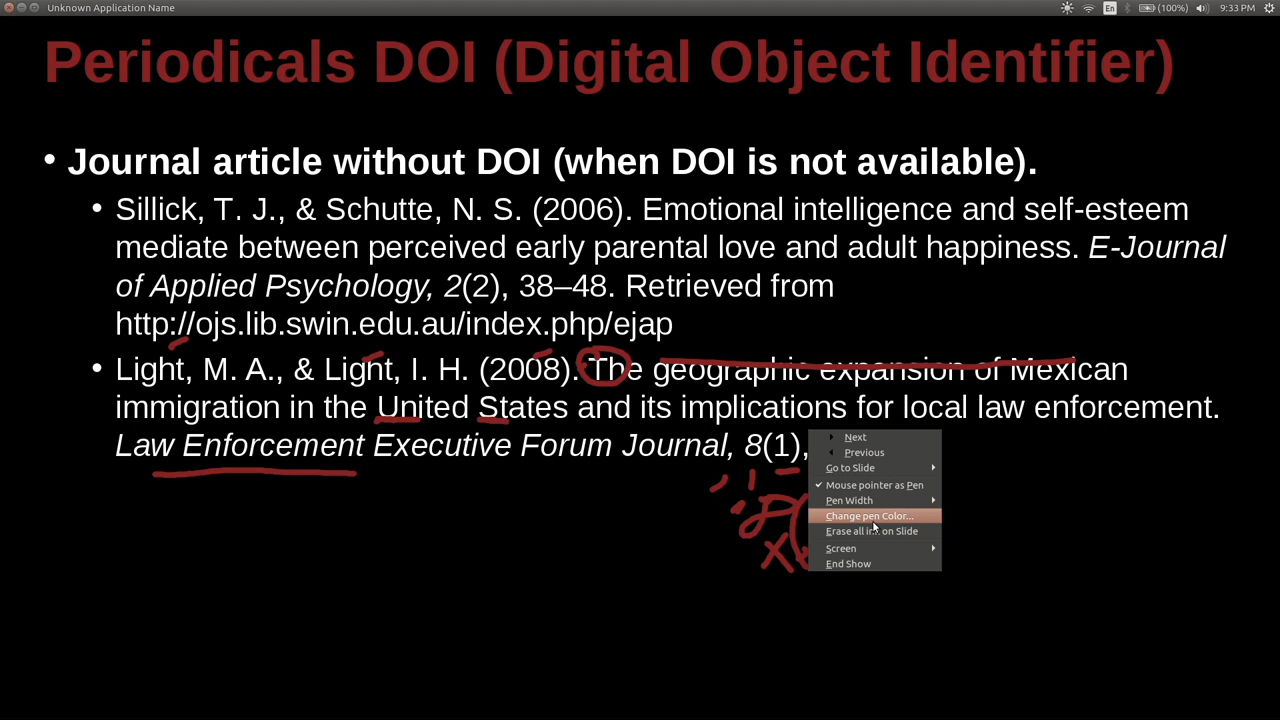 Unknown Application Name
En
(100%)
9:33 PM
Periodicals DOI (Digital Object Identifier)
• Journal article without DOI (when DOI is not available).
• Sillick, T. J., & Schutte, N. S. (2006). Emotional intelligence and self-esteem
mediate between perceived early parental love and adult happiness. E-Journal
of Applied Psychology, 2(2), 38–48. Retrieved from
http://ojs.lib.swin.edu.au/index.php/ejap
• Light, M. A., & Light, I. H. (2008). The geographic expansion of Mexican
immigration in the United States and its implications for local law enforcement.
Law Enforcement Executive Forum Journal, 8(1),
Next
Previous
Go to Slide
Mouse pointer as Pen
Pen Width
Change pen Color...
Erase all ink on Slide
Screen
End Show